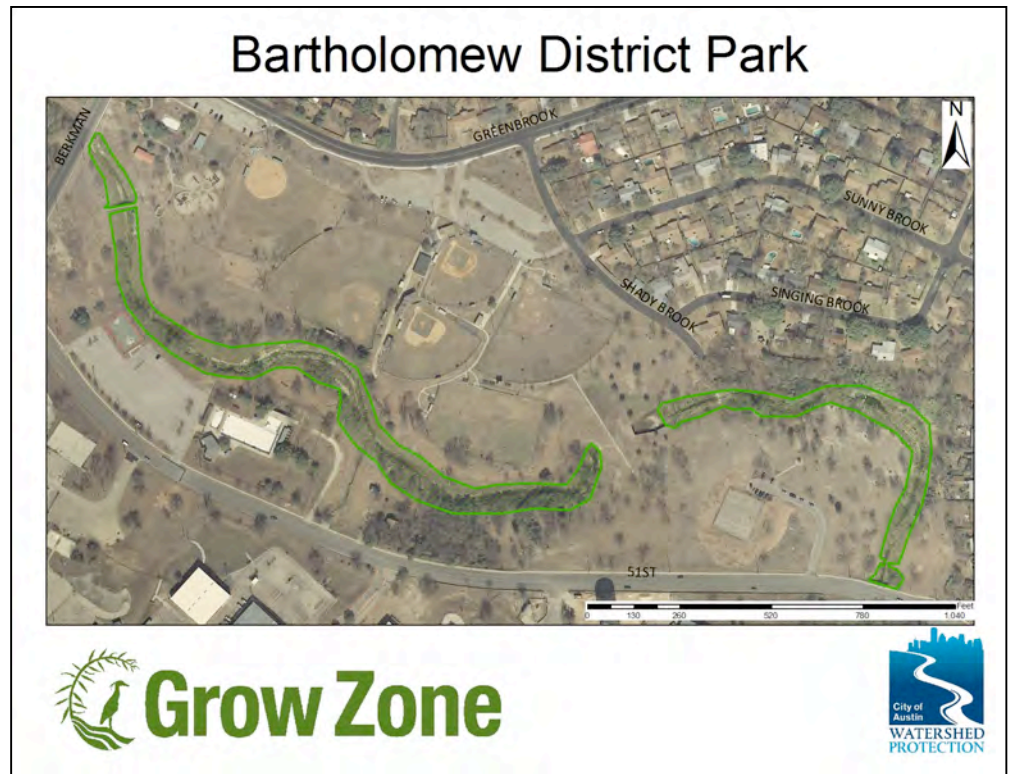 Bartholomew District Park
N
BERKMAN
GREENBROOK
SUNNY BROOK
SHADY BROOK
SINGING BROOK
51ST
Feet
0 130 260 520 780 1,040
Grow Zone
City of
Austin
WATERSHED
PROTECTION